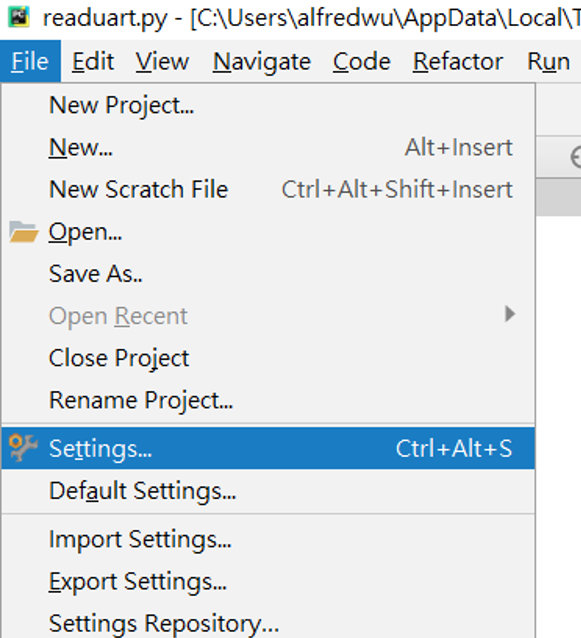 readuart.py - [C:\Users\alfredwu\AppData\Local\T
File Edit View Navigate Code Refactor Run
New Project...
New... Alt+Insert
New Scratch File Ctrl+Alt+Shift+Insert
Open...
Save As..
Open Recent
Close Project
Rename Project...
Settings... Ctrl+Alt+S
Default Settings...
Import Settings...
Export Settings...
Settings Repository...